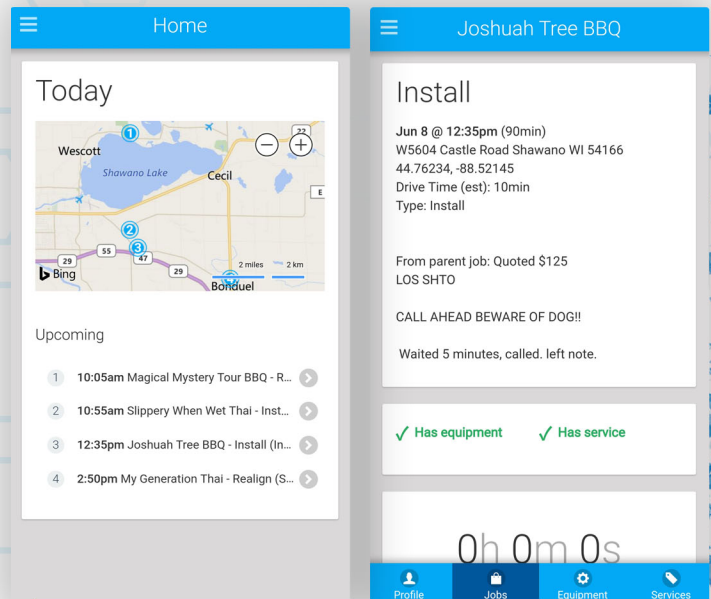 Home
Today
22
Wescott
Shawano Lake
Cecil
E
1
2
3
55
47
29
29
2 miles
2 km
Bing
Bonduel
Upcoming
1 10:05am Magical Mystery Tour BBQ - R...
2 10:55am Slippery When Wet Thai - Inst...
3 12:35pm Joshuah Tree BBQ - Install (In...
4 2:50pm My Generation Thai - Realign (S...
Joshuah Tree BBQ
Install
Jun 8 @ 12:35pm (90min)
W5604 Castle Road Shawano WI 54166
44.76234, -88.52145
Drive Time (est): 10min
Type: Install
From parent job: Quoted $125
LOS SHTO
CALL AHEAD BEWARE OF DOG!!
Waited 5 minutes, called. left note.
Has equipment
Has service
0h 0m 0s
Profile
Jobs
Equipment
Services